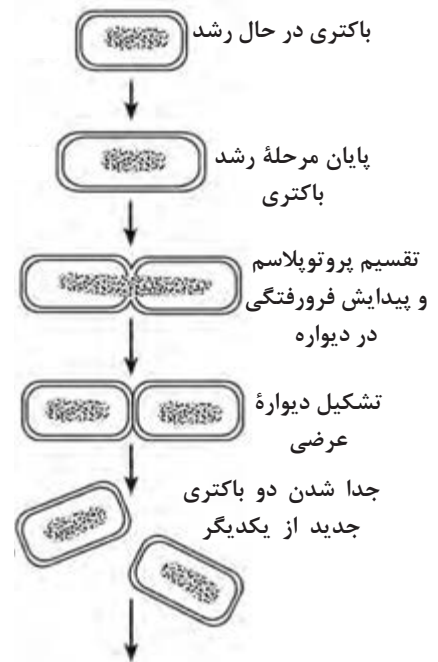 باکتری در حال رشد
پایان مرحلهٔ رشد
باکتری
تقسیم پروتوپلاسم
و پیدایش فرورفتگی
در دیواره
تشکیل دیوارهٔ
عرضی
جدا شدن دو باکتری
جدید از یکدیگر